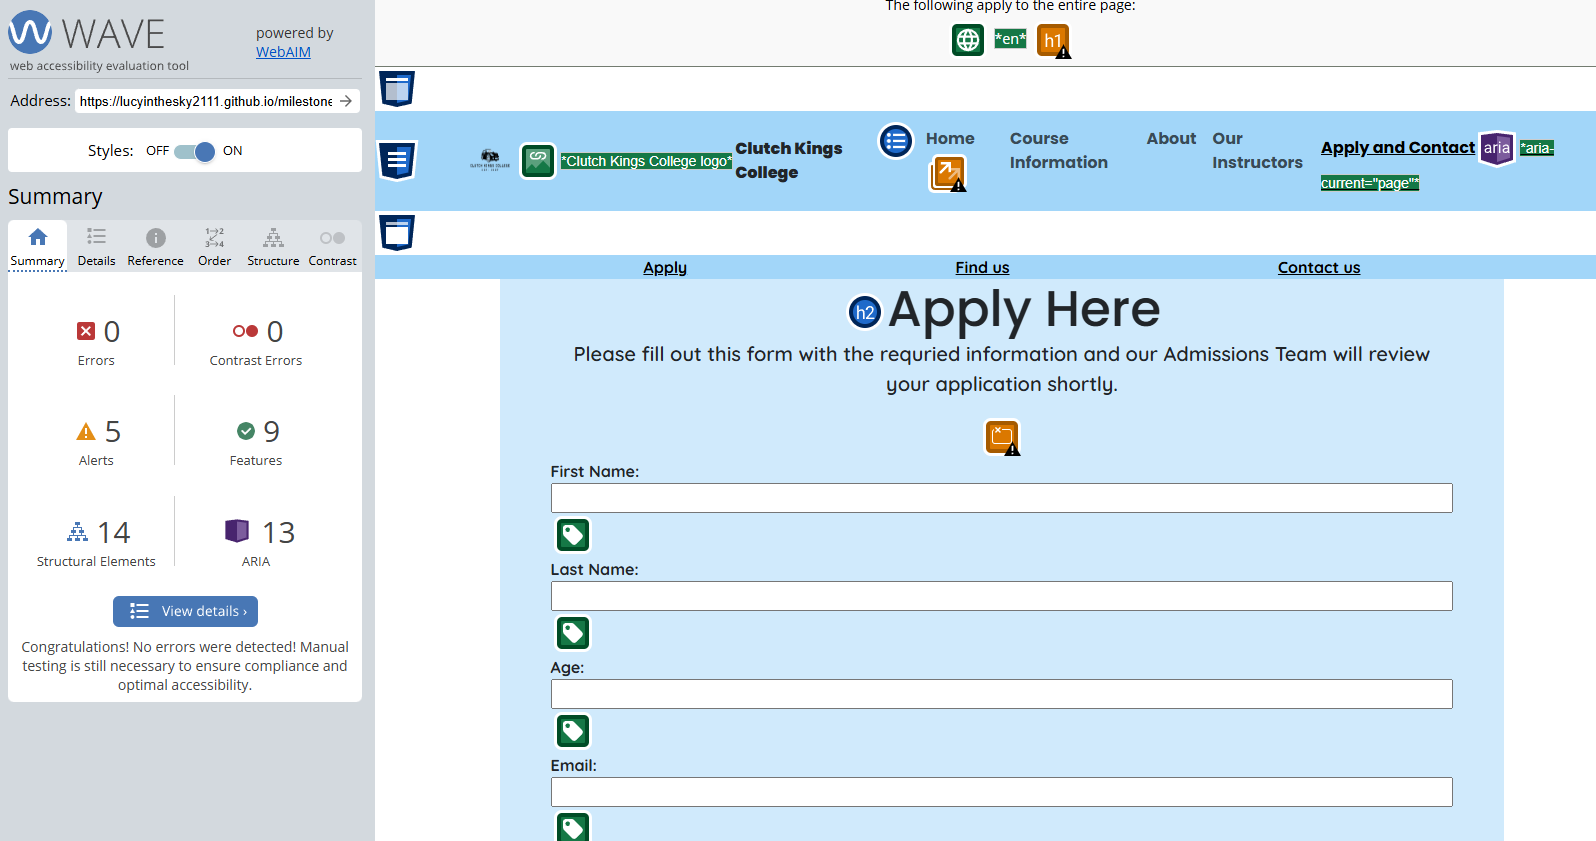 WAVE
powered by
WebAIM
web accessibility evaluation tool
Address: https://lucyinthesky2111.github.io/milestone
Styles: OFF ON
Summary
Summary Details Reference Order Structure Contrast
1→2
3→4
0
Errors
0
Contrast Errors
5
Alerts
9
Features
14
Structural Elements
13
ARIA
View details ›
Congratulations! No errors were detected! Manual
testing is still necessary to ensure compliance and
optimal accessibility.
The following apply to the entire page:
*en* h1
*Clutch Kings College logo*
Clutch Kings
College
Home
Course
Information
About
Our
Instructors
Apply and Contact aria *aria-
current="page"*
Apply Find us Contact us
h2 Apply Here
Please fill out this form with the requried information and our Admissions Team will review
your application shortly.
First Name:
Last Name:
Age:
Email: